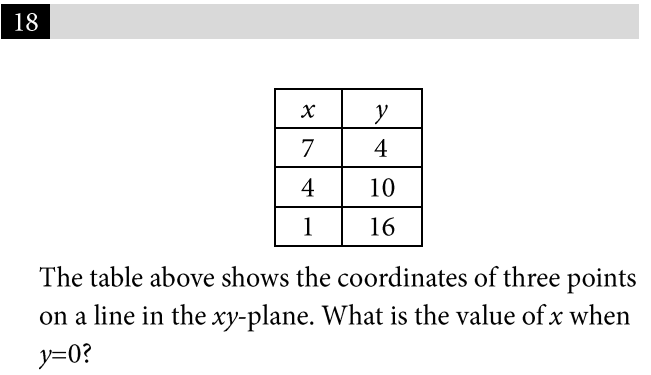 18
x y
7 4
4 10
1 16
The table above shows the coordinates of three points
on a line in the xy-plane. What is the value of x when
y=0?